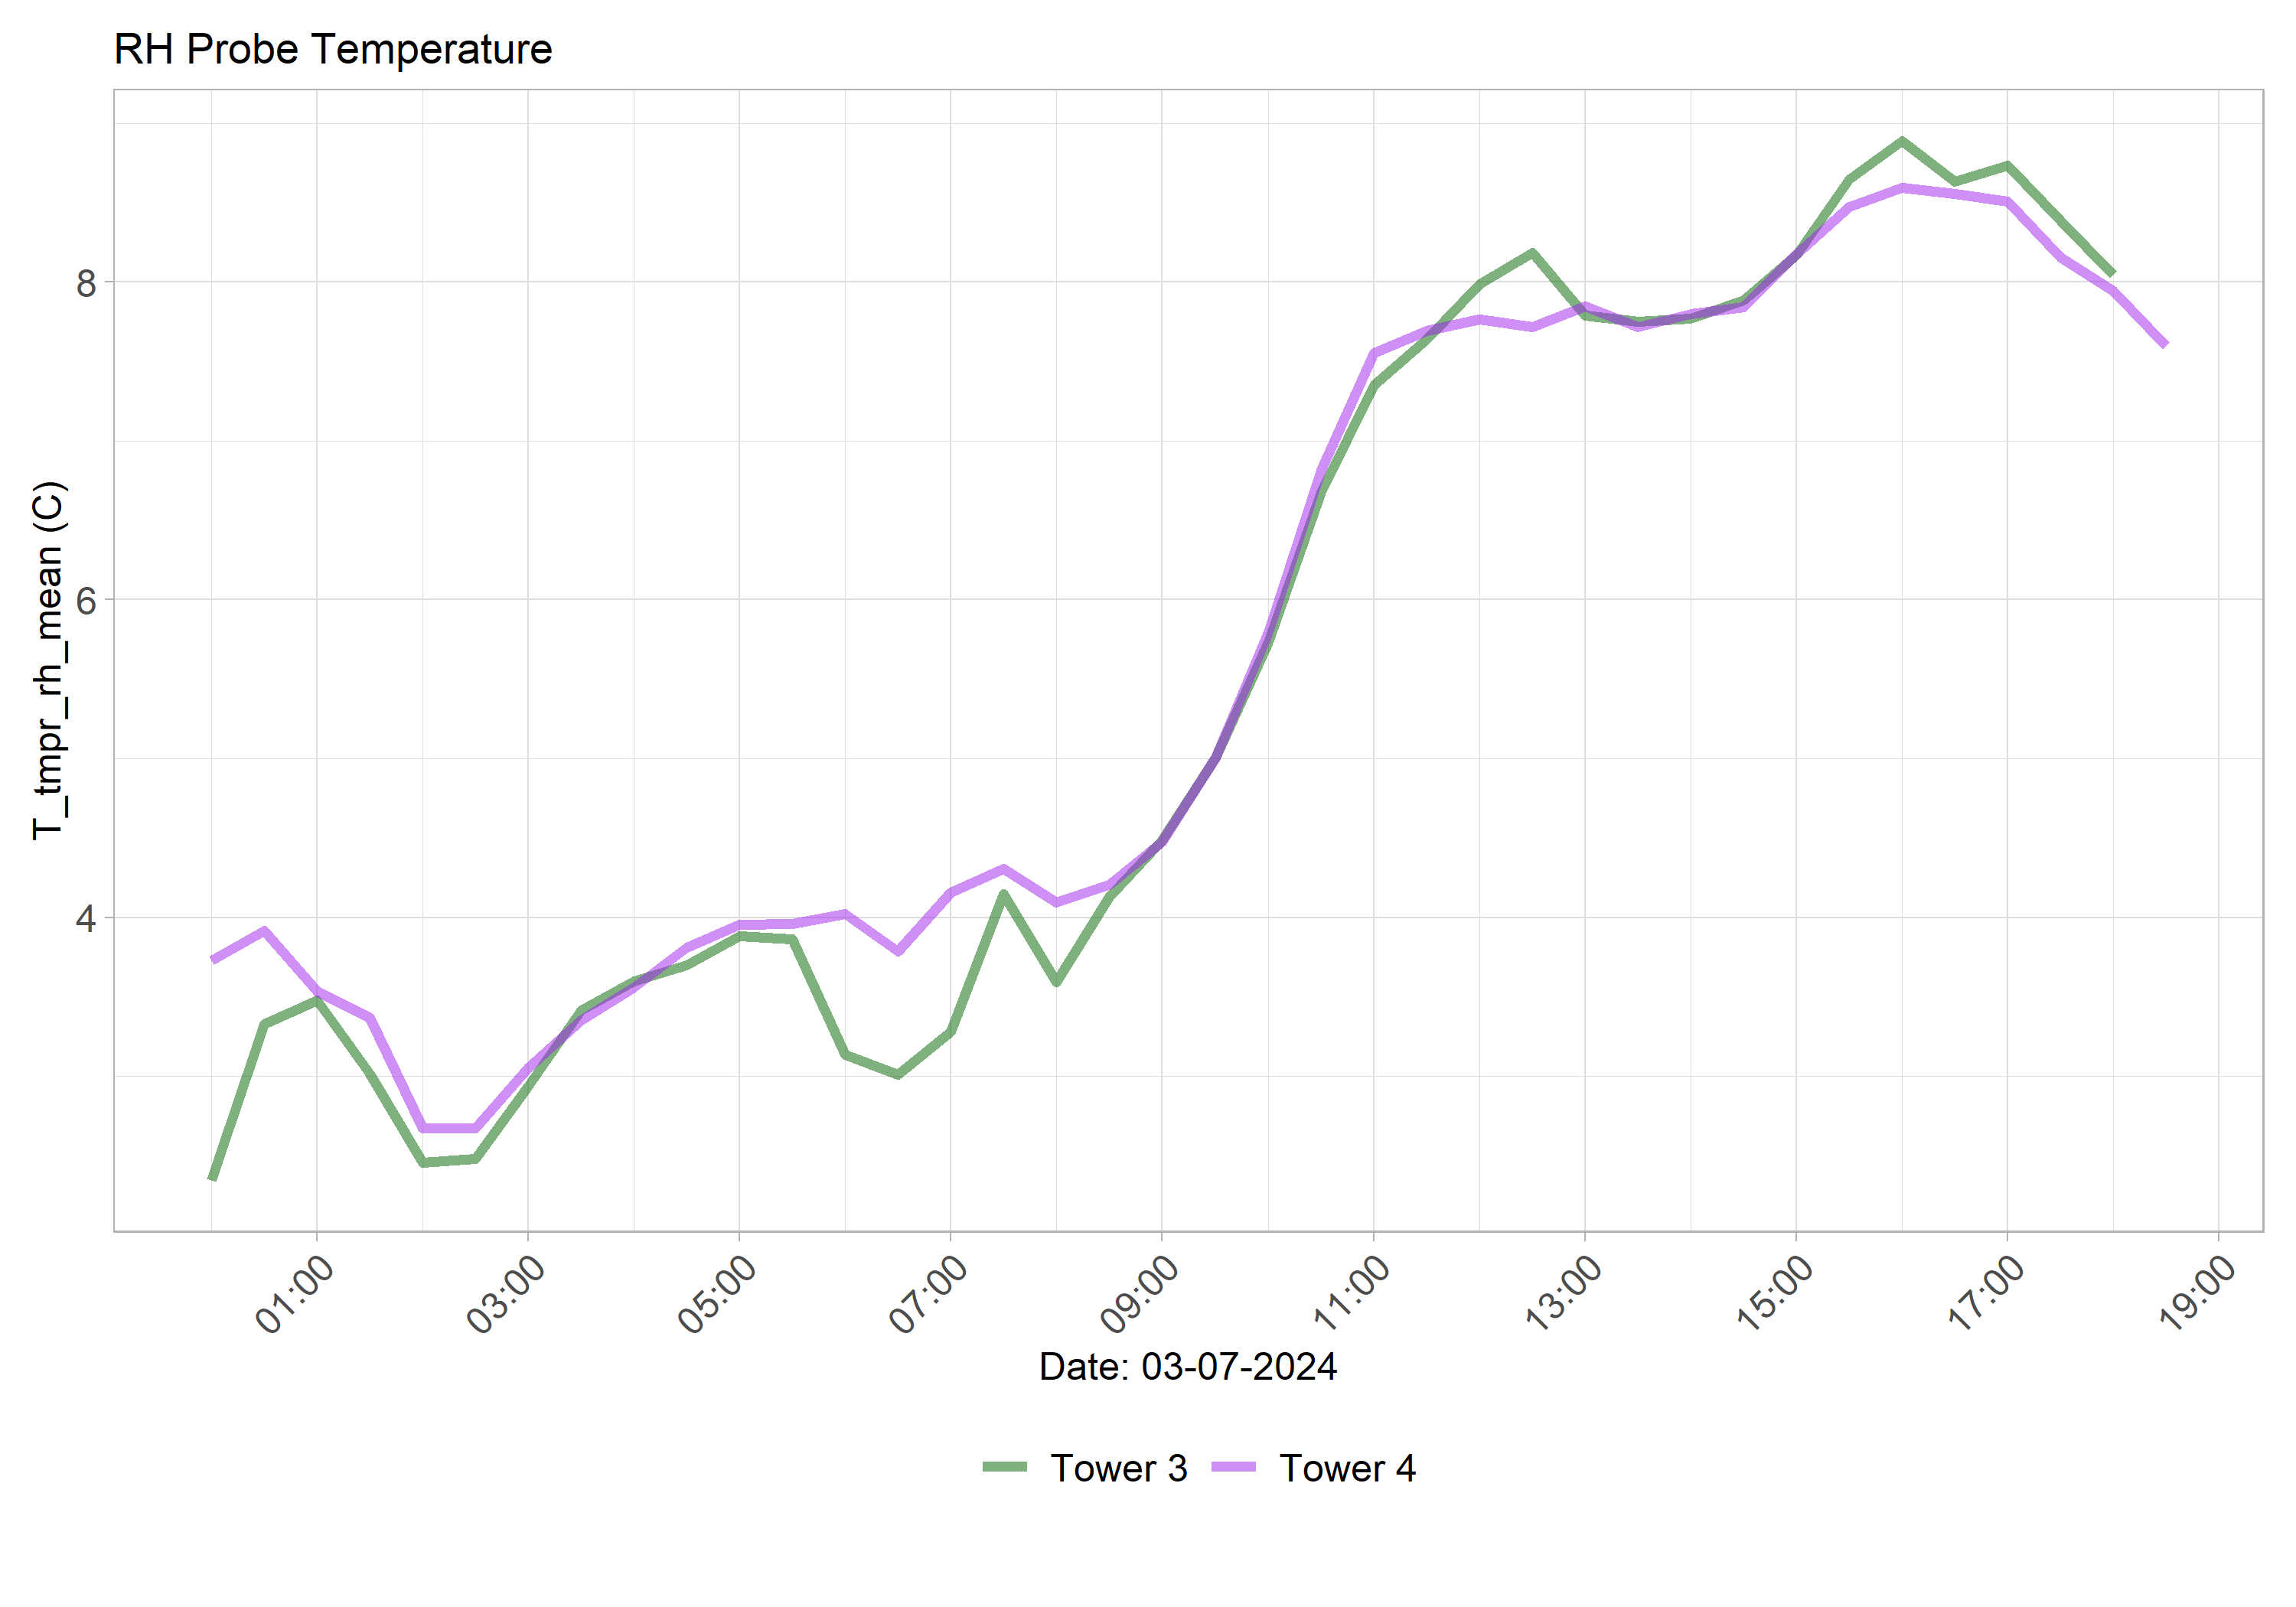 RH Probe Temperature
T_tmpr_rh_mean (C)
8
6
4
01:00 03:00 05:00 07:00 09:00 11:00 13:00 15:00 17:00 19:00
Date: 03-07-2024
Tower 3 Tower 4